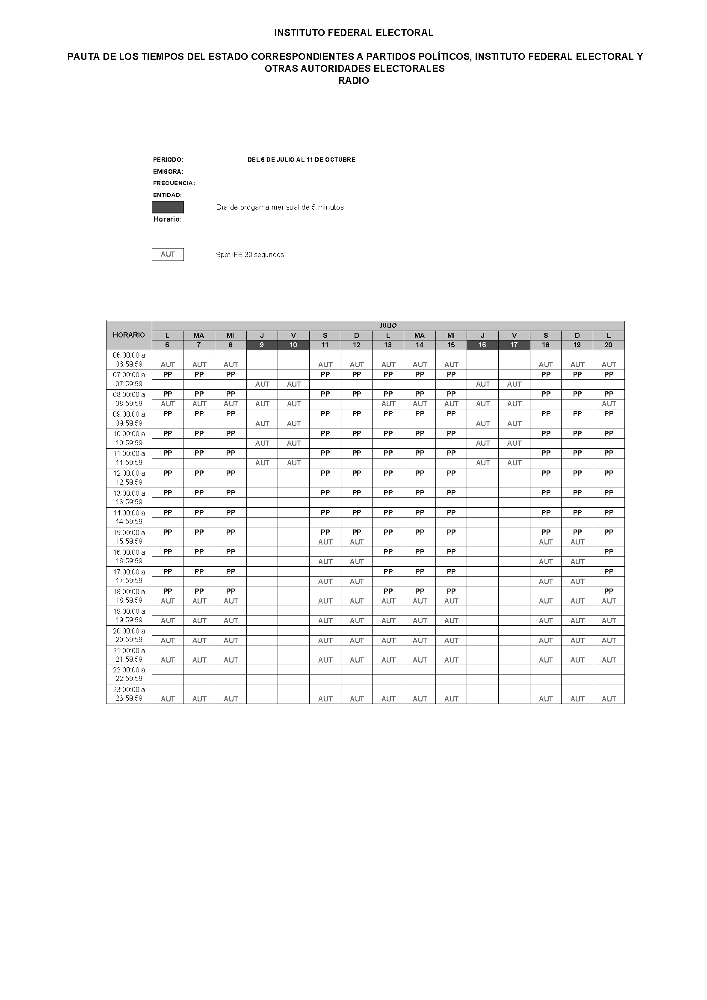 INSTITUTO FEDERAL ELECTORAL
PAUTA DE LOS TIEMPOS DEL ESTADO CORRESPONDIENTES A PARTIDOS POLÍTICOS, INSTITUTO FEDERAL ELECTORAL Y
OTRAS AUTORIDADES ELECTORALES
RADIO
PERIODO: DEL 6 DE JULIO AL 11 DE OCTUBRE
EMISORA:
FRECUENCIA:
ENTIDAD:
Día de progama mensual de 5 minutos
Horario:
AUT Spot IFE 30 segundos
JULIO
HORARIO L MA MI J V S D L MA MI J V S D L
6 7 8 9 10 11 12 13 14 15 16 17 18 19 20
06:00:00 a
06:59:59 AUT AUT AUT AUT AUT AUT AUT AUT AUT AUT AUT
07:00:00 a PP PP PP PP PP PP PP PP PP PP PP
07:59:59 AUT AUT AUT AUT
08:00:00 a PP PP PP PP PP PP PP PP PP PP PP
08:59:59 AUT AUT AUT AUT AUT AUT AUT AUT AUT AUT AUT
09:00:00 a PP PP PP PP PP PP PP PP PP PP PP
09:59:59 AUT AUT AUT AUT
10:00:00 a PP PP PP PP PP PP PP PP PP PP PP
10:59:59 AUT AUT AUT AUT
11:00:00 a PP PP PP PP PP PP PP PP PP PP PP
11:59:59 AUT AUT AUT AUT
12:00:00 a PP PP PP PP PP PP PP PP PP PP PP
12:59:59
13:00:00 a PP PP PP PP PP PP PP PP PP PP PP
13:59:59
14:00:00 a PP PP PP PP PP PP PP PP PP PP PP
14:59:59
15:00:00 a PP PP PP PP PP PP PP PP PP PP PP
15:59:59 AUT AUT AUT AUT
16:00:00 a PP PP PP PP PP PP PP
16:59:59 AUT AUT AUT AUT
17:00:00 a PP PP PP PP PP PP PP
17:59:59 AUT AUT AUT AUT
18:00:00 a PP PP PP PP PP PP PP
18:59:59 AUT AUT AUT AUT AUT AUT AUT AUT AUT AUT AUT
19:00:00 a
19:59:59 AUT AUT AUT AUT AUT AUT AUT AUT AUT AUT AUT
20:00:00 a
20:59:59 AUT AUT AUT AUT AUT AUT AUT AUT AUT AUT AUT
21:00:00 a
21:59:59 AUT AUT AUT AUT AUT AUT AUT AUT AUT AUT AUT
22:00:00 a
22:59:59
23:00:00 a
23:59:59 AUT AUT AUT AUT AUT AUT AUT AUT AUT AUT AUT